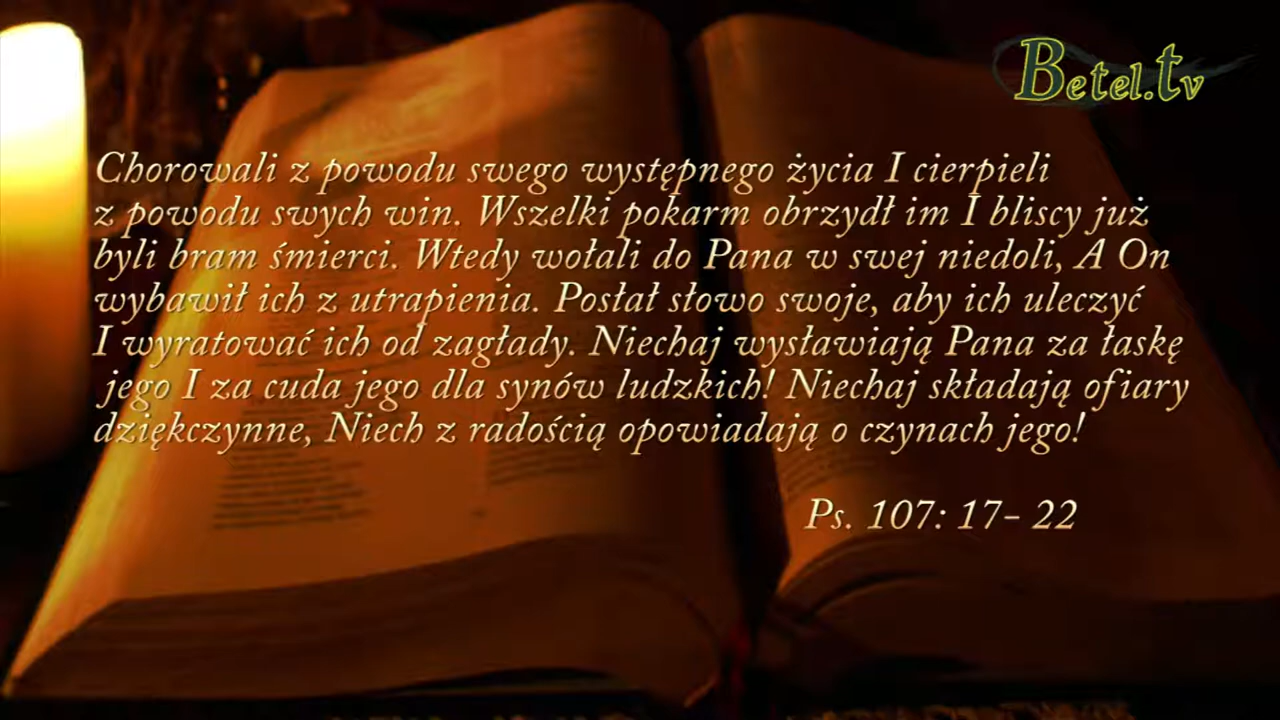 Betel.tv
Chorowali z powodu swego występnego życia I cierpieli
z powodu swych win. Wszelki pokarm obrzydł im I bliscy już
byli bram śmierci. Wtedy wołali do Pana w swej niedoli, A On
wybawił ich z utrapienia. Posłał słowo swoje, aby ich uleczyć
I wyratować ich od zagłady. Niechaj wysławiają Pana za łaskę
jego I za cuda jego dla synów ludzkich! Niechaj składają ofiary
dziękczynne, Niech z radością opowiadają o czynach jego!
Ps. 107: 17- 22